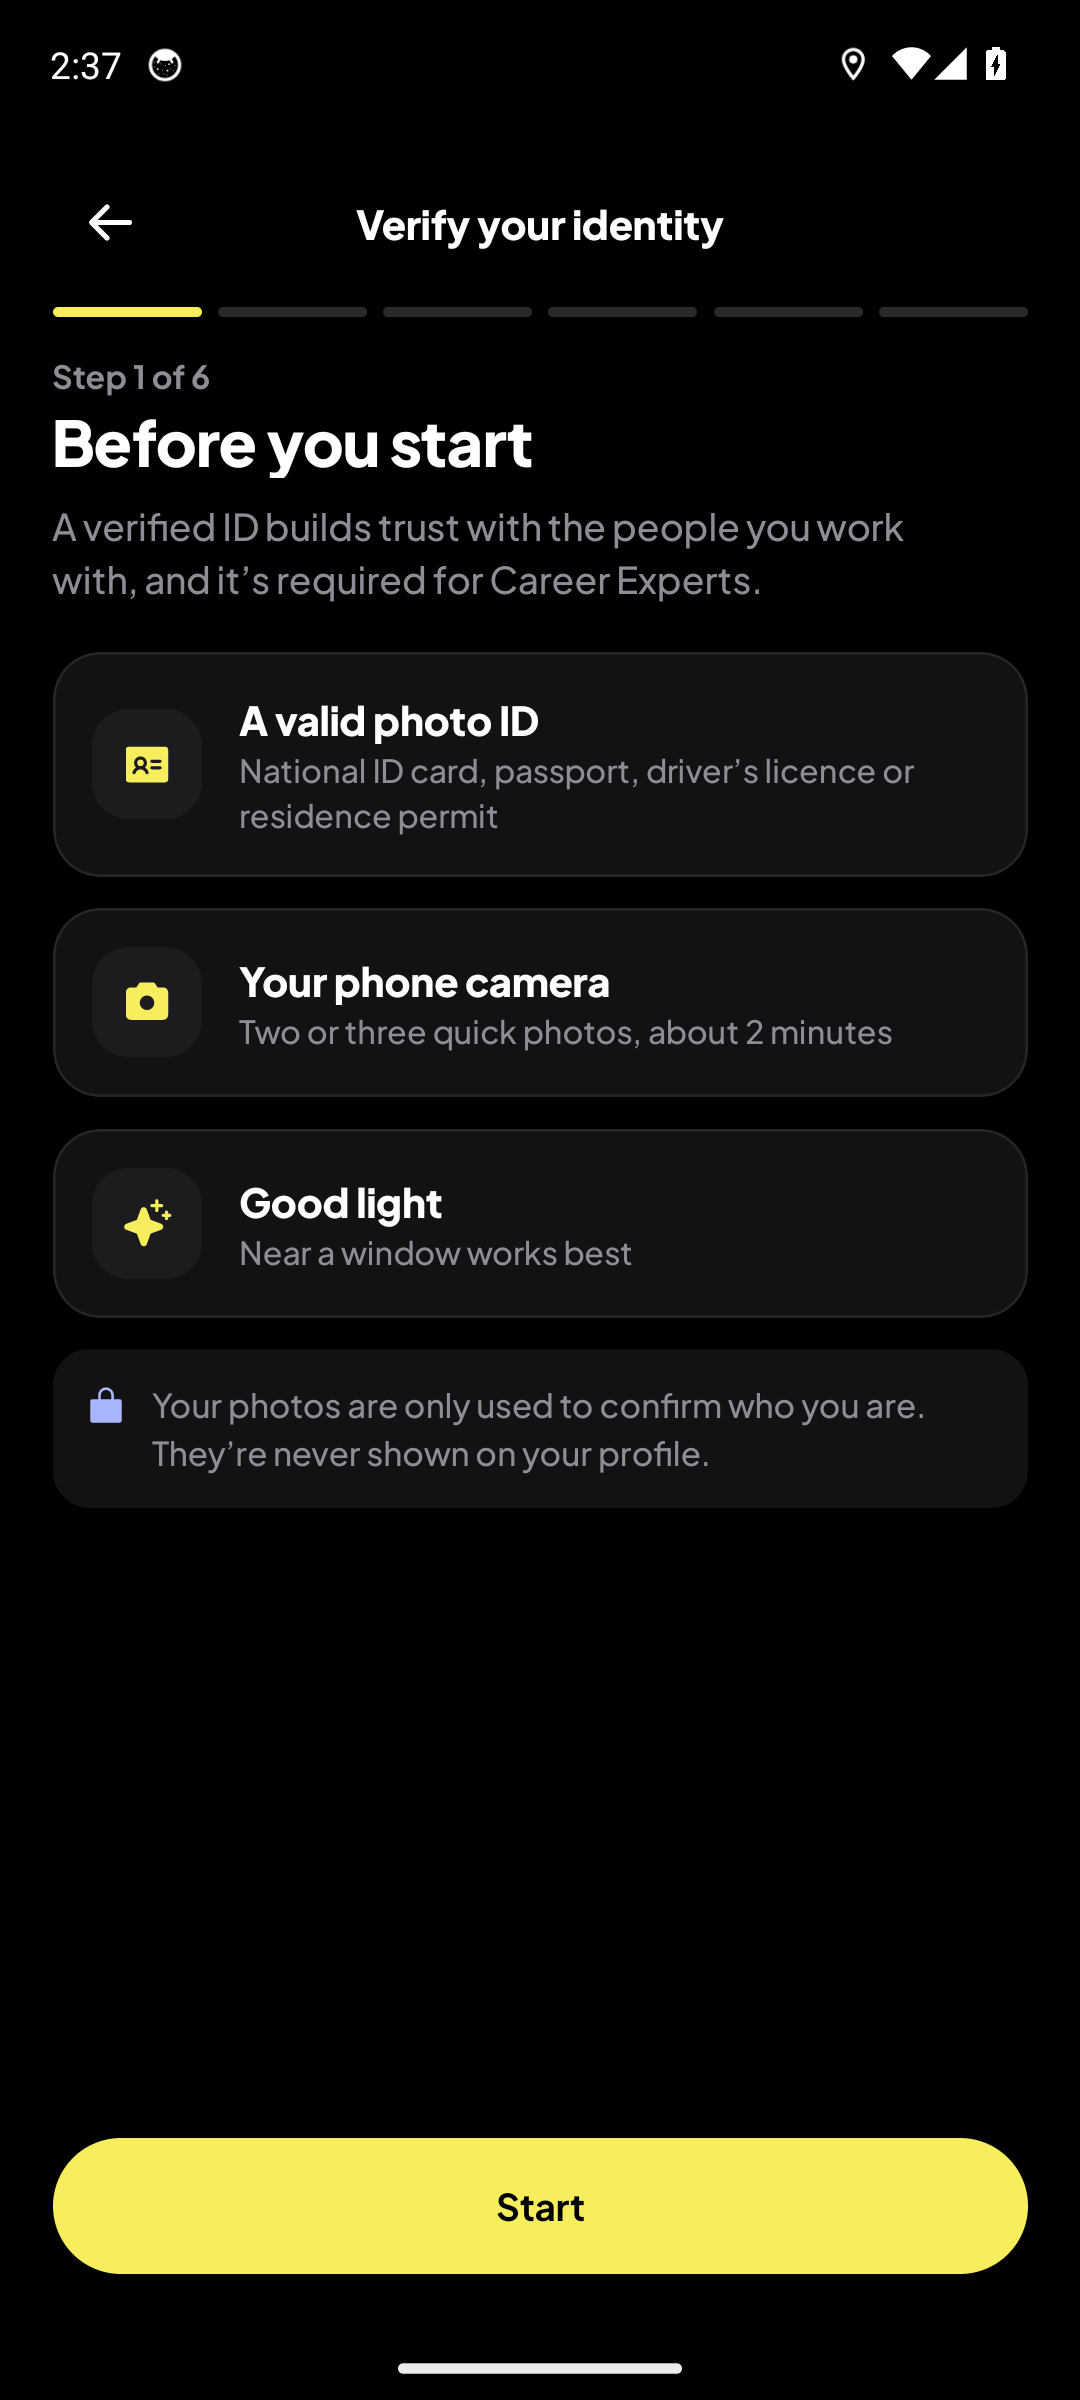 2:37
Verify your identity
Step 1 of 6
Before you start
A verified ID builds trust with the people you work
with, and it’s required for Career Experts.
A valid photo ID
National ID card, passport, driver’s licence or
residence permit
Your phone camera
Two or three quick photos, about 2 minutes
Good light
Near a window works best
Your photos are only used to confirm who you are.
They’re never shown on your profile.
Start